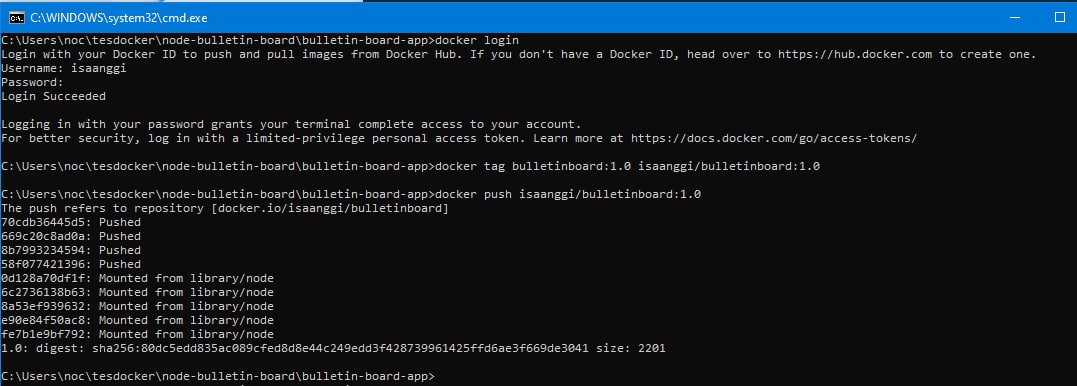 C:\WINDOWS\system32\cmd.exe
C:\Users\noc\tesdocker\node-bulletin-board\bulletin-board-app>docker login
Login with your Docker ID to push and pull images from Docker Hub. If you don't have a Docker ID, head over to https://hub.docker.com to create one.
Username: isaanggi
Password:
Login Succeeded
Logging in with your password grants your terminal complete access to your account.
For better security, log in with a limited-privilege personal access token. Learn more at https://docs.docker.com/go/access-tokens/
C:\Users\noc\tesdocker\node-bulletin-board\bulletin-board-app>docker tag bulletinboard:1.0 isaanggi/bulletinboard:1.0
C:\Users\noc\tesdocker\node-bulletin-board\bulletin-board-app>docker push isaanggi/bulletinboard:1.0
The push refers to repository [docker.io/isaanggi/bulletinboard]
70cdb36445d5: Pushed
669c20c8ad0a: Pushed
8b7993234594: Pushed
58f077421396: Pushed
0d128a70df1f: Mounted from library/node
6c2736138b63: Mounted from library/node
8a53ef939632: Mounted from library/node
e90e84f50ac8: Mounted from library/node
fe7b1e9bf792: Mounted from library/node
1.0: digest: sha256:80dc5edd835ac089cfed8d8e44c249edd3f428739961425ffd6ae3f669de3041 size: 2201
C:\Users\noc\tesdocker\node-bulletin-board\bulletin-board-app>